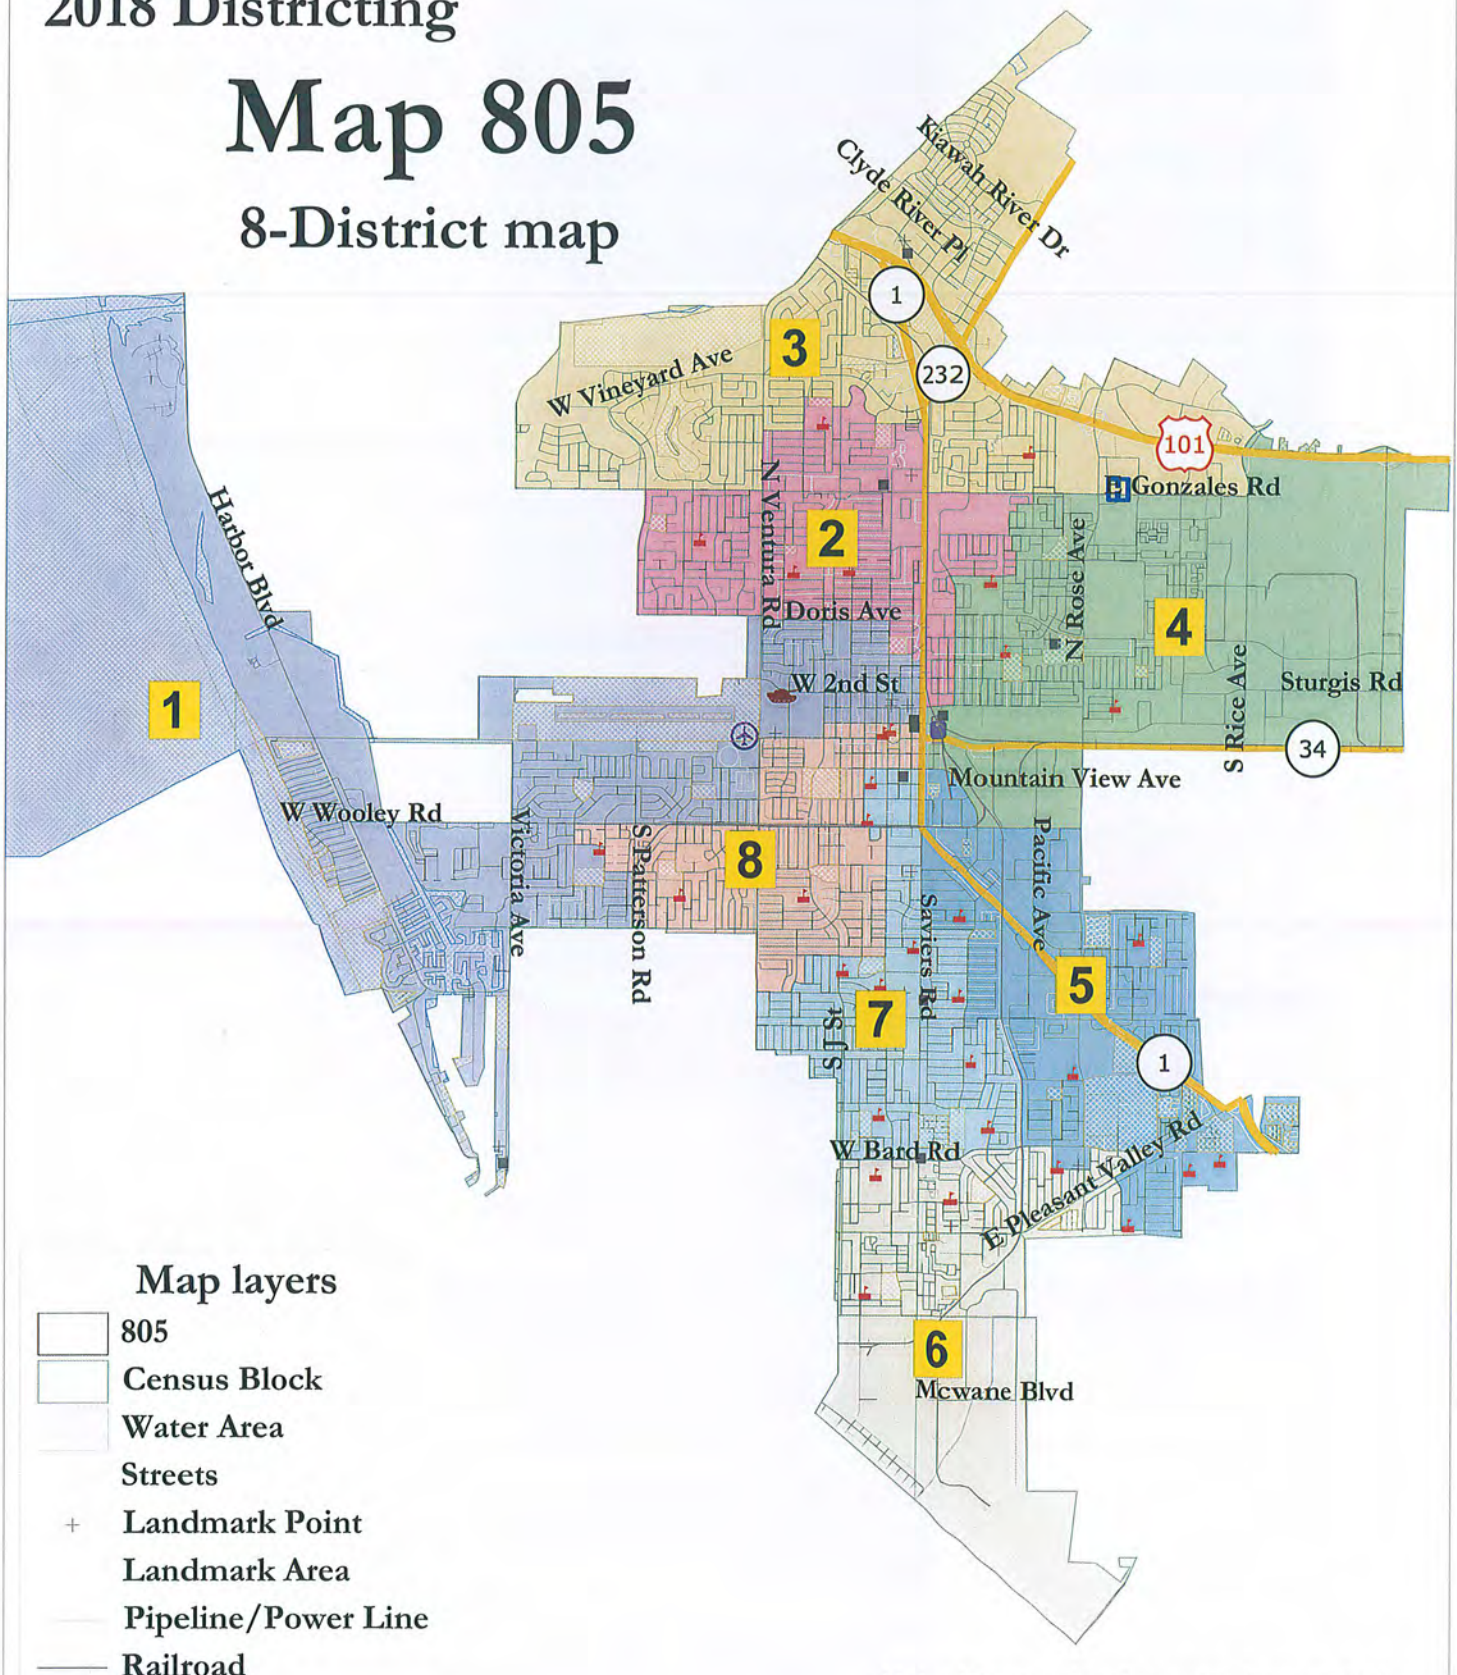 2018 Districting
Map 805
8-District map
Kiawah River Dr
Clyde River Pl
1
3
W Vineyard Ave
232
101
H
Gonzales Rd
Harbor Blvd
N Ventura Rd
2
N Rose Ave
Doris Ave
4
1
W 2nd St
S Rice Ave
Sturgis Rd
34
Mountain View Ave
W Wooley Rd
Victoria Ave
S Patterson Rd
8
Pacific Ave
Saviers Rd
5
7
S J St
1
W Bard Rd
E Pleasant Valley Rd
6
Mcwane Blvd
Map layers
805
Census Block
Water Area
Streets
Landmark Point
Landmark Area
Pipeline/Power Line
Railroad